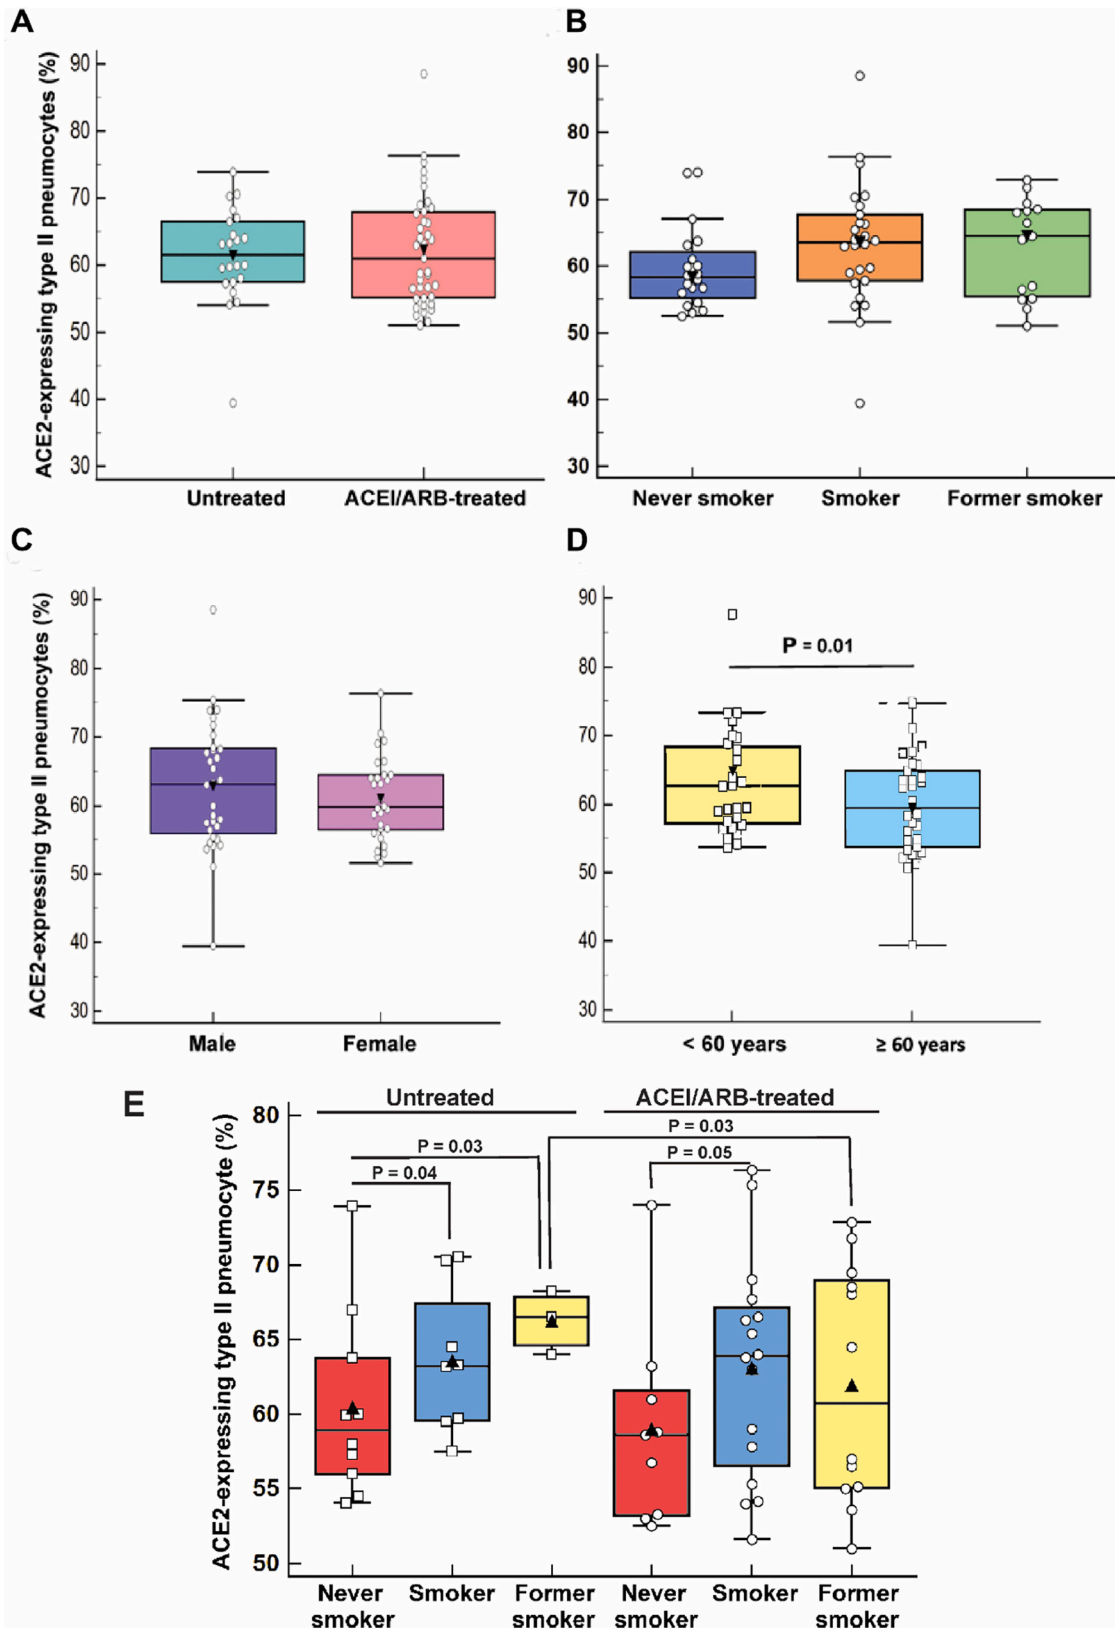 A
ACE2-expressing type II pneumocytes (%)
90
80
70
60
50
40
30
Untreated
ACEI/ARB-treated
B
90
80
70
60
50
40
30
Never smoker
Smoker
Former smoker
C
ACE2-expressing type II pneumocytes (%)
90
80
70
60
50
40
30
Male
Female
D
90
80
70
60
50
40
30
P = 0.01
< 60 years
≥ 60 years
E
ACE2-expressing type II pneumocyte (%)
80
75
70
65
60
55
50
Untreated
ACEI/ARB-treated
P = 0.03
P = 0.04
P = 0.03
P = 0.05
Never
smoker
Smoker
Former
smoker
Never
smoker
Smoker
Former
smoker